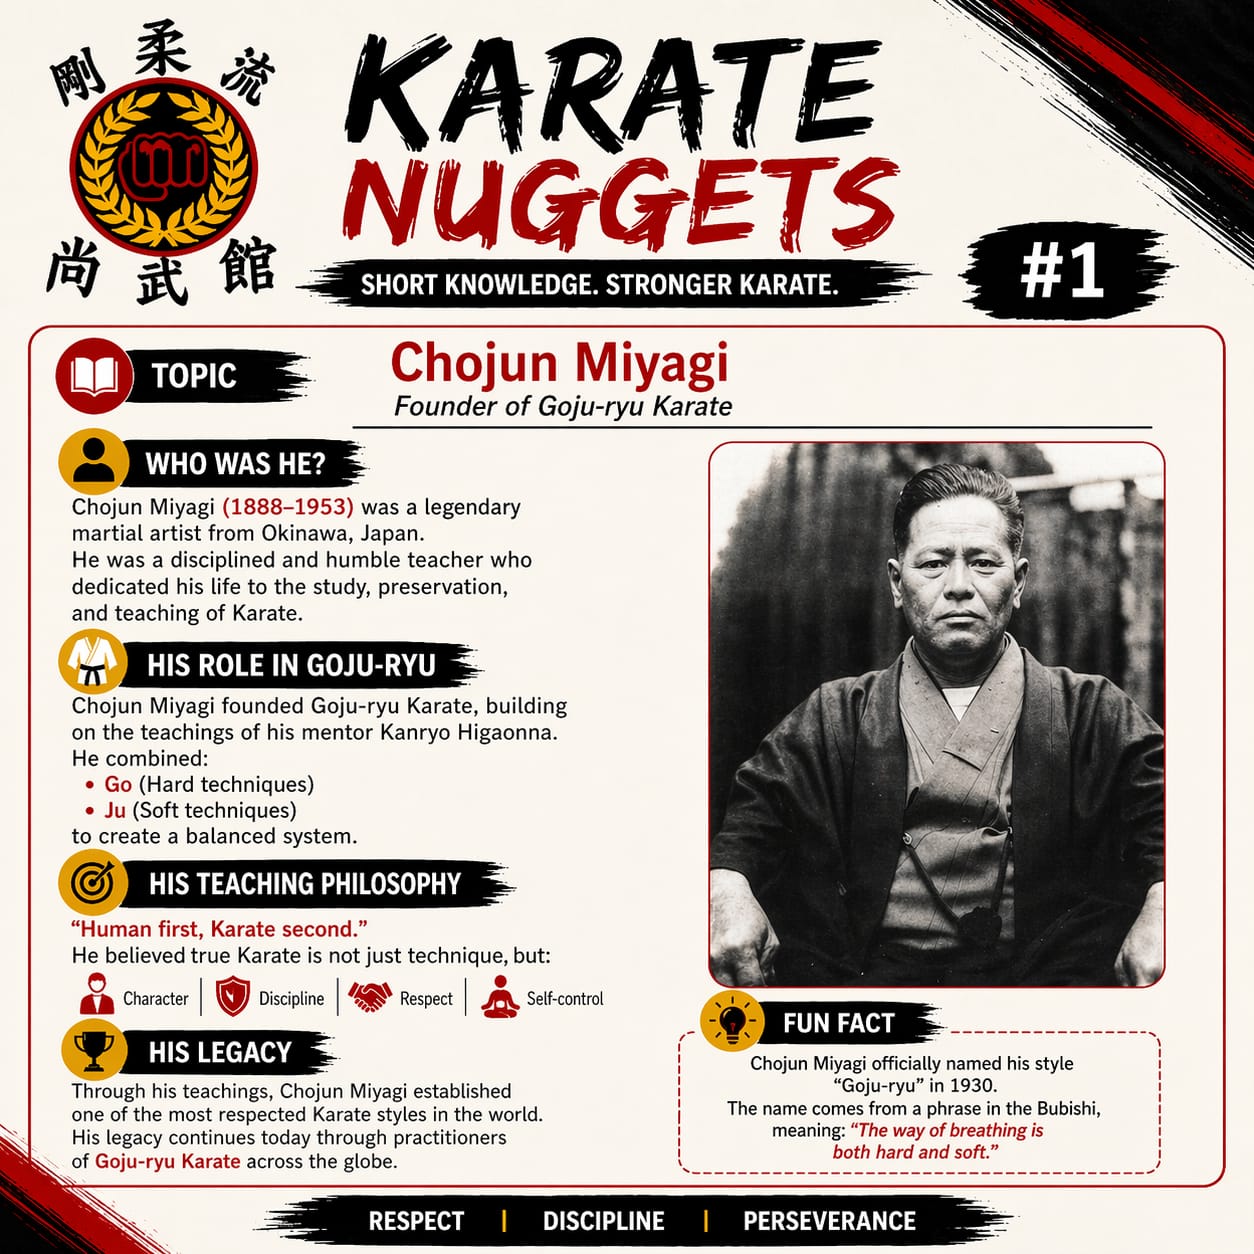 剛柔流
尚武館
KARATE
NUGGETS
SHORT KNOWLEDGE. STRONGER KARATE.
#1
TOPIC
Chojun Miyagi
Founder of Goju-ryu Karate
WHO WAS HE?
Chojun Miyagi (1888–1953) was a legendary
martial artist from Okinawa, Japan.
He was a disciplined and humble teacher who
dedicated his life to the study, preservation,
and teaching of Karate.
HIS ROLE IN GOJU-RYU
Chojun Miyagi founded Goju-ryu Karate, building
on the teachings of his mentor Kanryo Higaonna.
He combined:
• Go (Hard techniques)
• Ju (Soft techniques)
to create a balanced system.
HIS TEACHING PHILOSOPHY
“Human first, Karate second.”
He believed true Karate is not just technique, but:
Character | Discipline | Respect | Self-control
HIS LEGACY
Through his teachings, Chojun Miyagi established
one of the most respected Karate styles in the world.
His legacy continues today through practitioners
of Goju-ryu Karate across the globe.
FUN FACT
Chojun Miyagi officially named his style
“Goju-ryu” in 1930.
The name comes from a phrase in the Bubishi,
meaning: “The way of breathing is
both hard and soft.”
RESPECT | DISCIPLINE | PERSEVERANCE